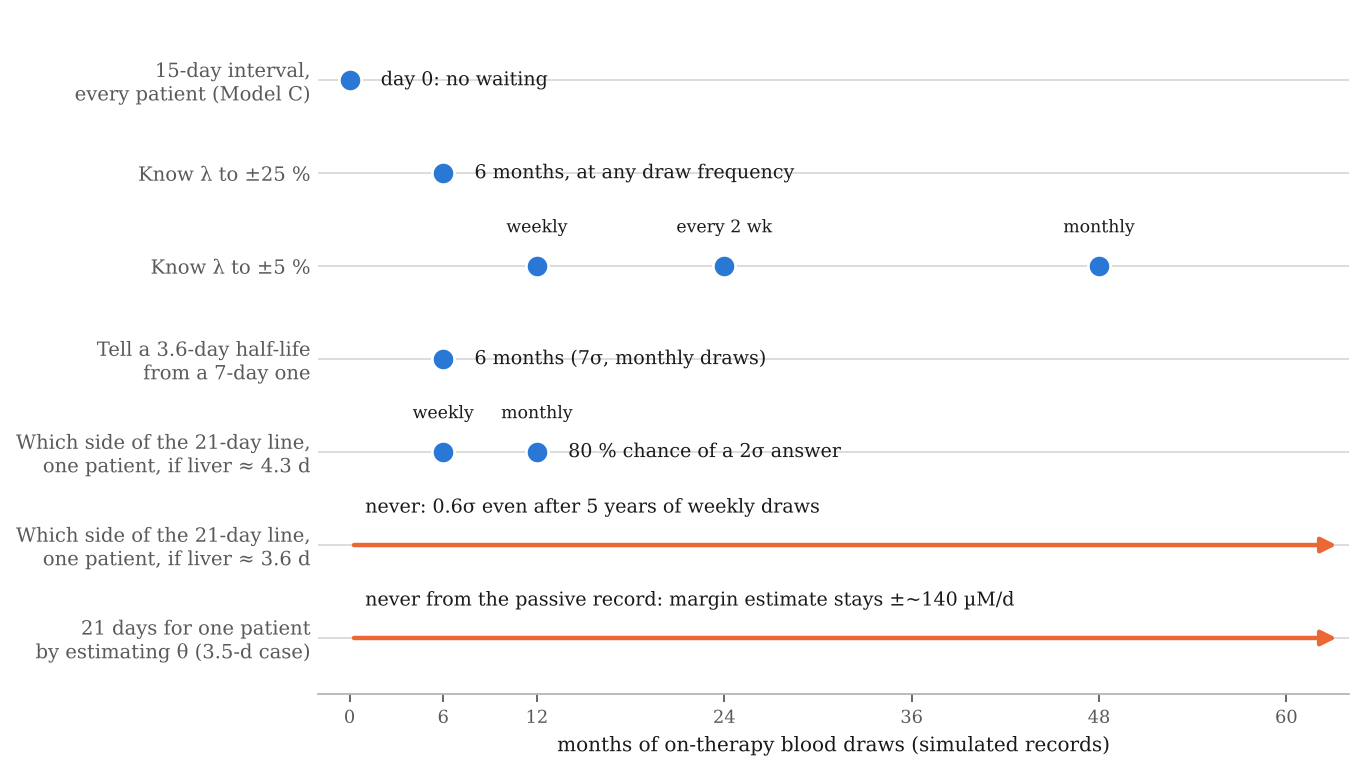 15-day interval,
every patient (Model C)
day 0: no waiting
Know λ to ±25 %
6 months, at any draw frequency
weekly
every 2 wk
monthly
Know λ to ±5 %
Tell a 3.6-day half-life
from a 7-day one
6 months (7σ, monthly draws)
weekly
monthly
Which side of the 21-day line,
one patient, if liver ≈ 4.3 d
80 % chance of a 2σ answer
never: 0.6σ even after 5 years of weekly draws
Which side of the 21-day line,
one patient, if liver ≈ 3.6 d
never from the passive record: margin estimate stays ±~140 µM/d
21 days for one patient
by estimating θ (3.5-d case)
0
6
12
24
36
48
60
months of on-therapy blood draws (simulated records)